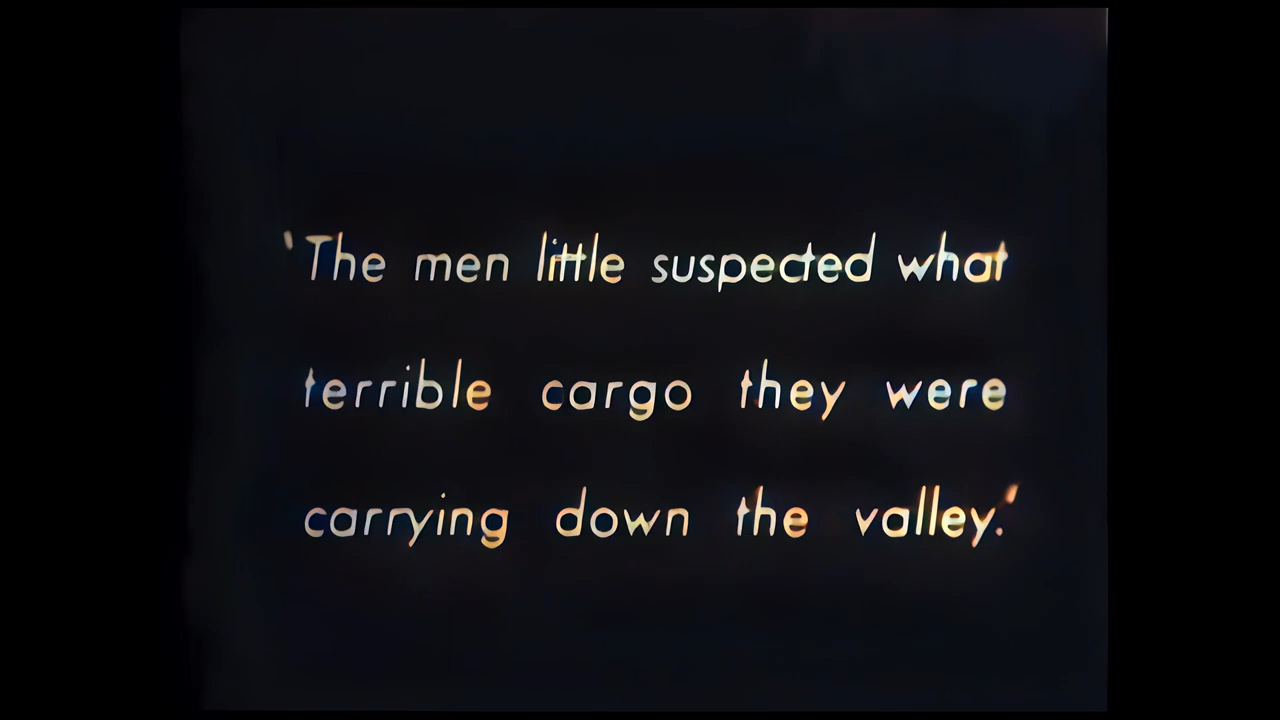 'The men little suspected what
terrible cargo they were
carrying down the valley.'